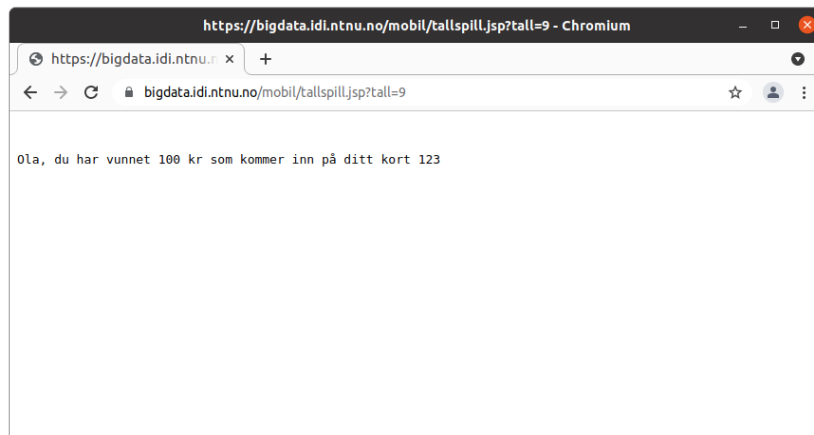 https://bigdata.idi.ntnu.no/mobil/tallspill.jsp?tall=9 - Chromium
https://bigdata.idi.ntnu.n
bigdata.idi.ntnu.no/mobil/tallspill.jsp?tall=9
Ola, du har vunnet 100 kr som kommer inn på ditt kort 123